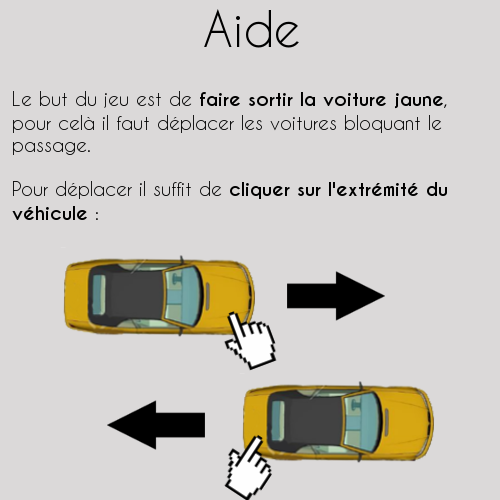 Aide
Le but du jeu est de faire sortir la voiture jaune,
pour celà il faut déplacer les voitures bloquant le
passage.
Pour déplacer il suffit de cliquer sur l'extrémité du
véhicule :